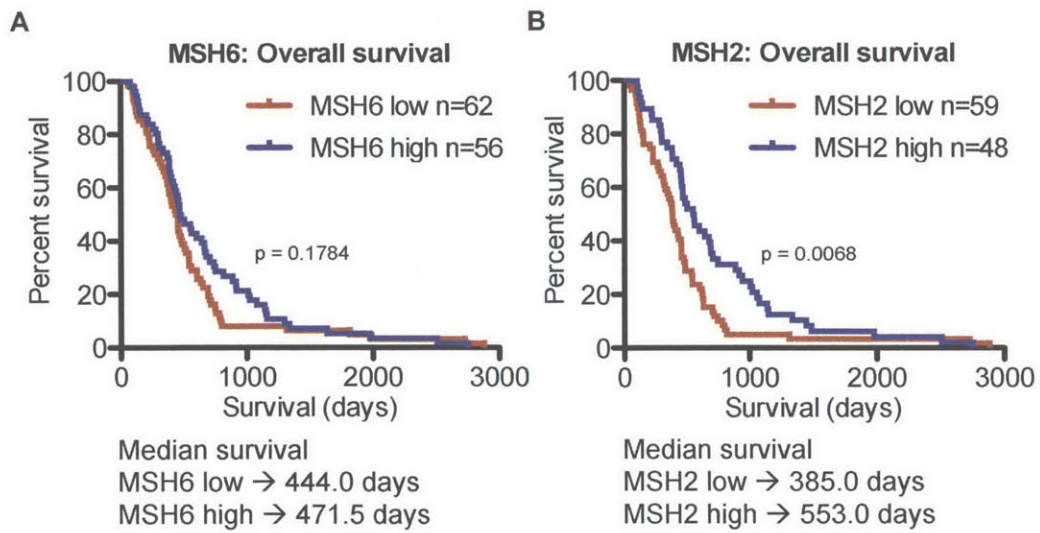 A
MSH6: Overall survival
Percent survival
100
80
60
40
20
0
MSH6 low n=62
MSH6 high n=56
p = 0.1784
0 1000 2000 3000
Survival (days)
Median survival
MSH6 low → 444.0 days
MSH6 high → 471.5 days
B
MSH2: Overall survival
Percent survival
100
80
60
40
20
0
MSH2 low n=59
MSH2 high n=48
p = 0.0068
0 1000 2000 3000
Survival (days)
Median survival
MSH2 low → 385.0 days
MSH2 high → 553.0 days